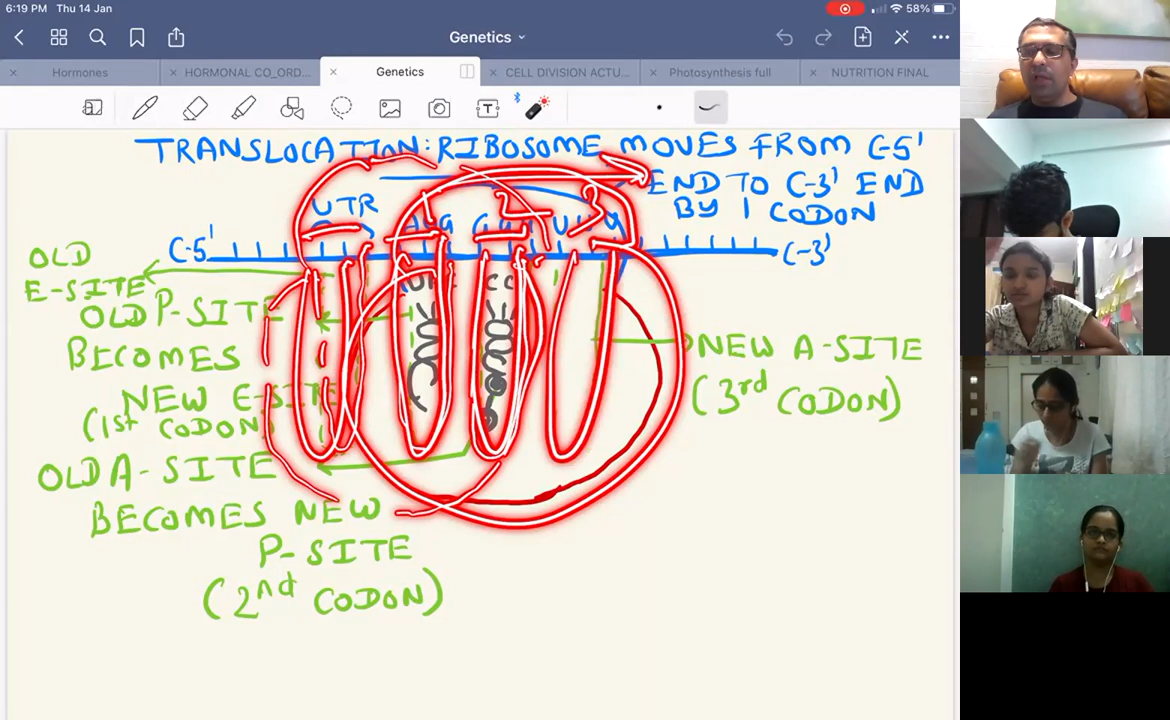 6:19 PM Thu 14 Jan
58%
Genetics
Hormones
HORMONAL CO_ORD...
Genetics
CELL DIVISION ACTU...
Photosynthesis full
NUTRITION FINAL
TRANSLOCATION: RIBOSOME MOVES FROM C-5'
END TO C-3' END
BY 1 CODON
UTR
2 3
C-5'
C-3'
OLD
E-SITE
OLD P-SITE
BECOMES
NEW E-SITE
(1st CODON)
OLD A-SITE
BECOMES NEW
P-SITE
(2nd CODON)
NEW A-SITE
(3rd CODON)